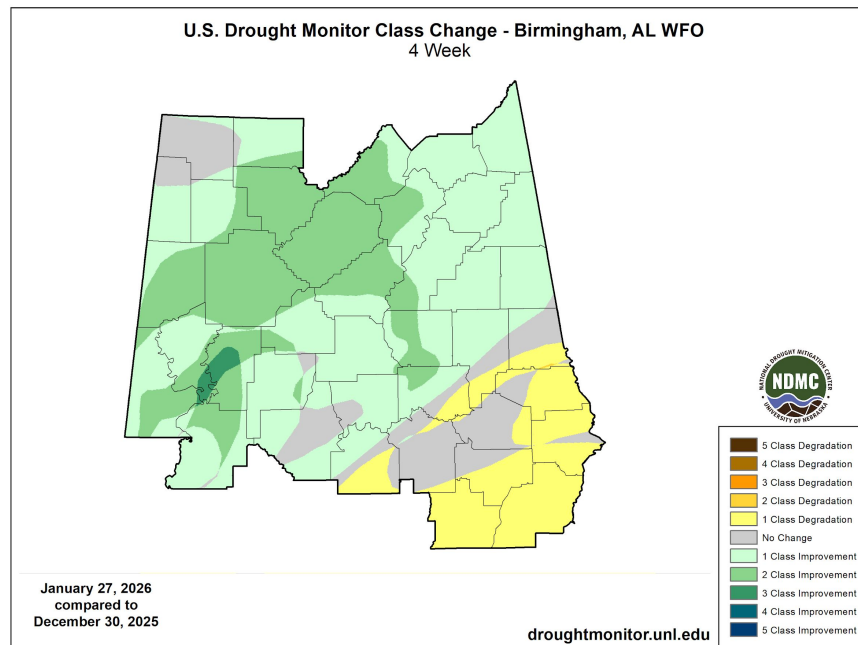 U.S. Drought Monitor Class Change - Birmingham, AL WFO
4 Week
NATIONAL DROUGHT MITIGATION CENTER
NDMC
UNIVERSITY OF NEBRASKA
5 Class Degradation
4 Class Degradation
3 Class Degradation
2 Class Degradation
1 Class Degradation
No Change
1 Class Improvement
2 Class Improvement
3 Class Improvement
4 Class Improvement
5 Class Improvement
January 27, 2026
compared to
December 30, 2025
droughtmonitor.unl.edu